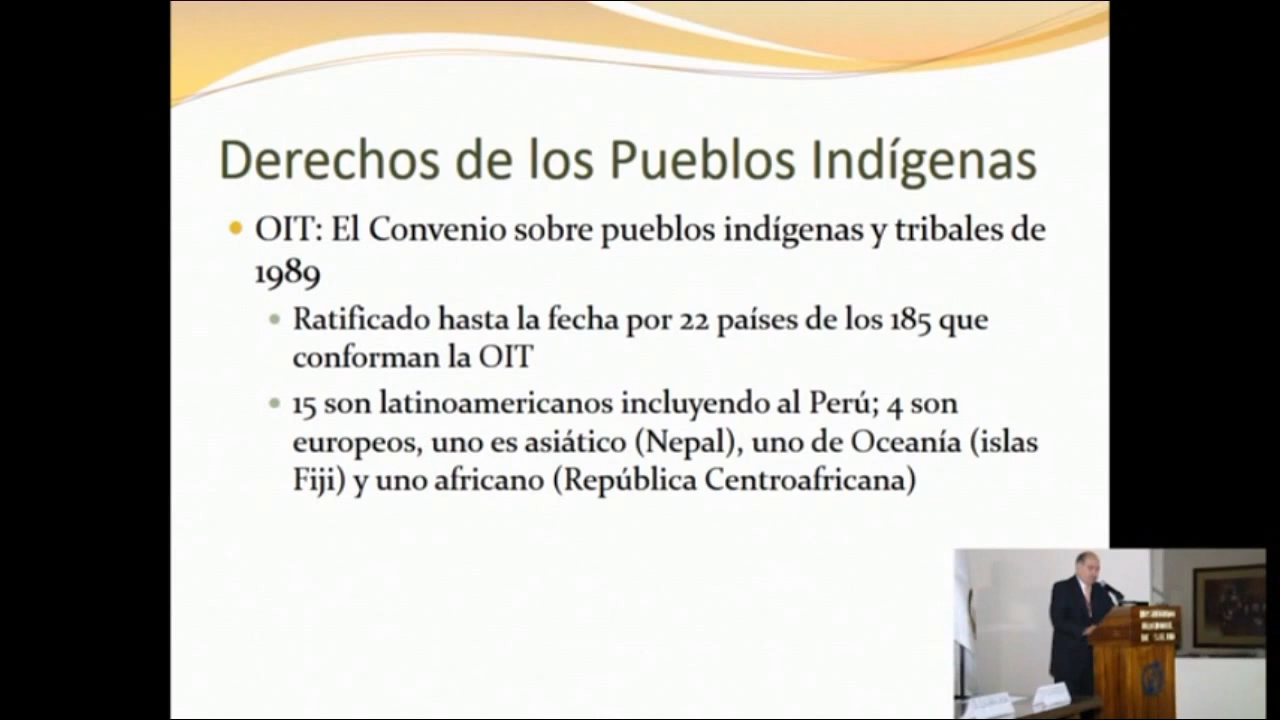 Derechos de los Pueblos Indígenas
OIT: El Convenio sobre pueblos indígenas y tribales de
1989
Ratificado hasta la fecha por 22 países de los 185 que
conforman la OIT
15 son latinoamericanos incluyendo al Perú; 4 son
europeos, uno es asiático (Nepal), uno de Oceanía (islas
Fiji) y uno africano (República Centroafricana)